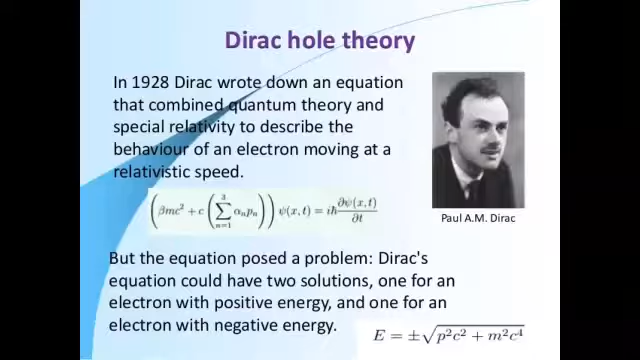 Dirac hole theory
In 1928 Dirac wrote down an equation
that combined quantum theory and
special relativity to describe the
behaviour of an electron moving at a
relativistic speed.
(βmc² + c (∑³ₙ₌₁ αₙpₙ)) ψ(x,t) = iħ ∂ψ(x,t)/∂t
Paul A.M. Dirac
But the equation posed a problem: Dirac's
equation could have two solutions, one for an
electron with positive energy, and one for an
electron with negative energy.
E = ±√(p²c² + m²c⁴)